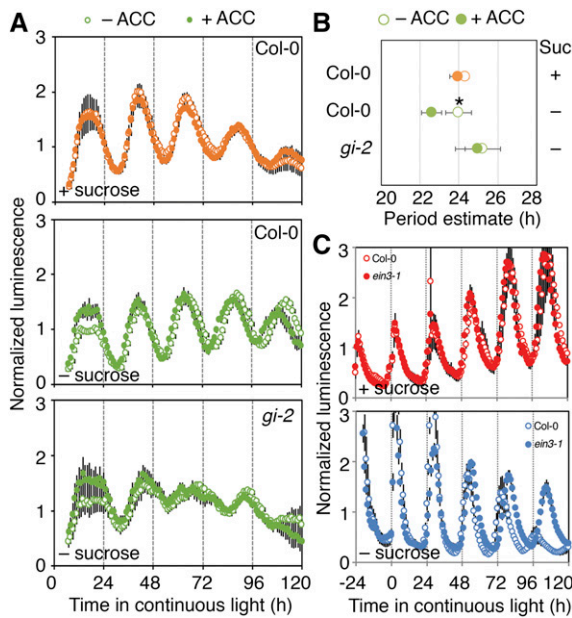 A
– ACC + ACC
Normalized luminescence
3
2
1
0
Col-0
+ sucrose
3
2
1
0
Col-0
– sucrose
3
2
1
0
gi-2
– sucrose
0 24 48 72 96 120
Time in continuous light (h)
B
– ACC + ACC
Suc
Col-0 +
*
Col-0 –
gi-2 –
20 22 24 26 28
Period estimate (h)
C
Normalized luminescence
3
2
1
0
Col-0
ein3-1
+ sucrose
Normalized luminescence
3
2
1
0
Col-0
ein3-1
– sucrose
-24 0 24 48 72 96 120
Time in continuous light (h)